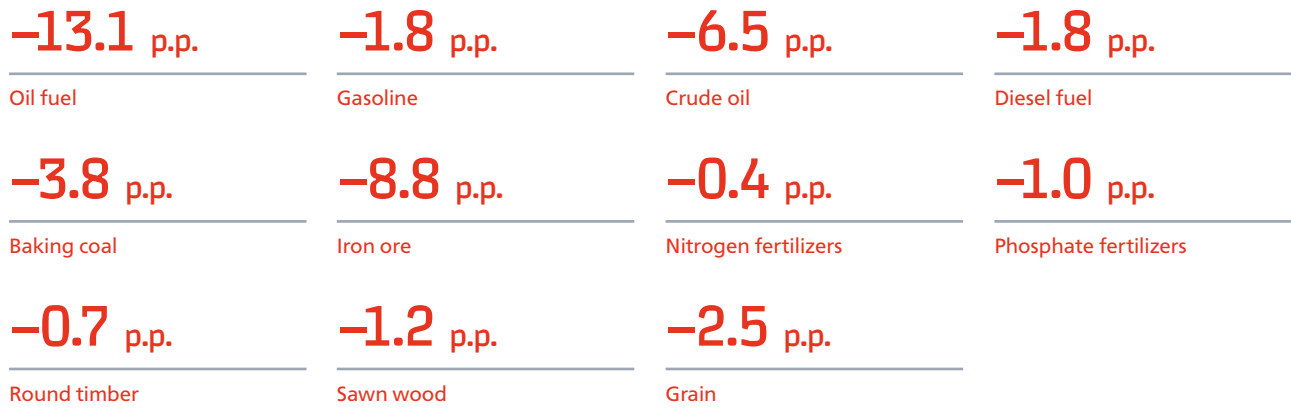 –13.1 p.p. –1.8 p.p. –6.5 p.p. –1.8 p.p.
Oil fuel Gasoline Crude oil Diesel fuel
–3.8 p.p. –8.8 p.p. –0.4 p.p. –1.0 p.p.
Baking coal Iron ore Nitrogen fertilizers Phosphate fertilizers
–0.7 p.p. –1.2 p.p. –2.5 p.p.
Round timber Sawn wood Grain